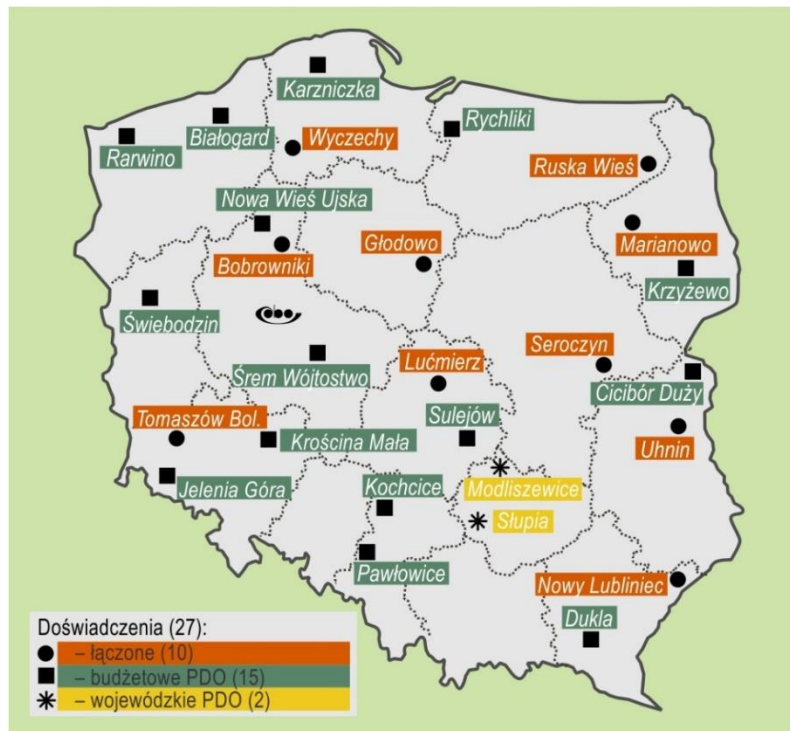 Karzniczka
Rychliki
Białogard
Wyczechy
Rarwino
Ruska Wieś
Nowa Wieś Ujska
Głodowo
Marianowo
Bobrowniki
Krzyżewo
Świebodzin
Seroczyn
Lućmierz
Śrem Wójtostwo
Cicibór Duży
Tomaszów Bol.
Sulejów
Krościna Mała
Uhnin
Jelenia Góra
Kochcice
Modliszewice
Słupia
Pawłowice
Nowy Lubliniec
Dukla
Doświadczenia (27):
– łączone (10)
– budżetowe PDO (15)
– wojewódzkie PDO (2)